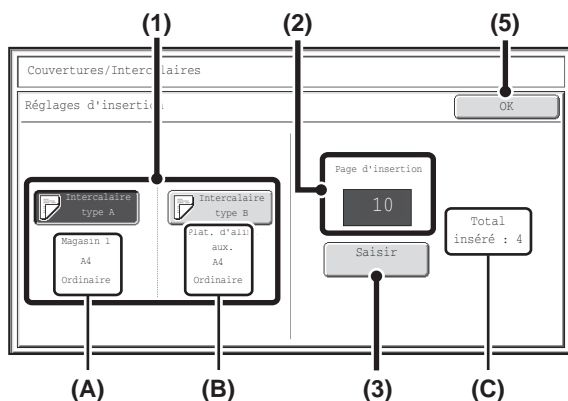 (1) (2) (5)
Couvertures/Intercalaires
Réglages d'insertion
OK
Intercalaire
type A
Intercalaire
type B
Magasin 1
A4
Ordinaire
Plat. d'ali
aux.
A4
Ordinaire
Page d'insertion
10
Saisir
Total
inséré : 4
(A) (B) (3) (C)